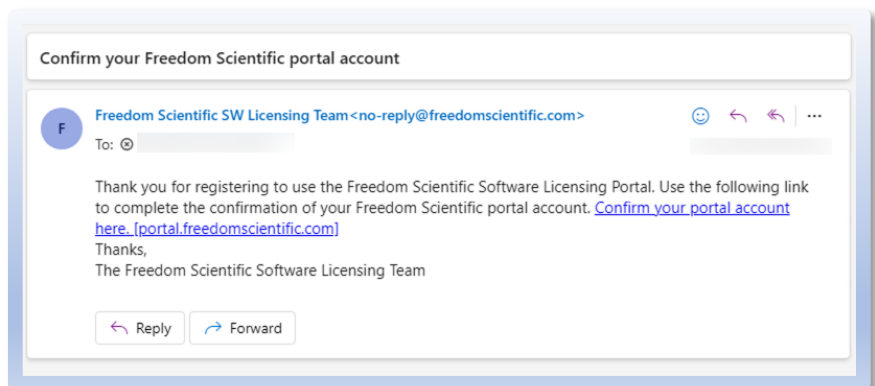 Confirm your Freedom Scientific portal account
F
Freedom Scientific SW Licensing Team<no-reply@freedomscientific.com>
To:
Thank you for registering to use the Freedom Scientific Software Licensing Portal. Use the following link
to complete the confirmation of your Freedom Scientific portal account. Confirm your portal account
here. [portal.freedomscientific.com]
Thanks,
The Freedom Scientific Software Licensing Team
Reply
Forward